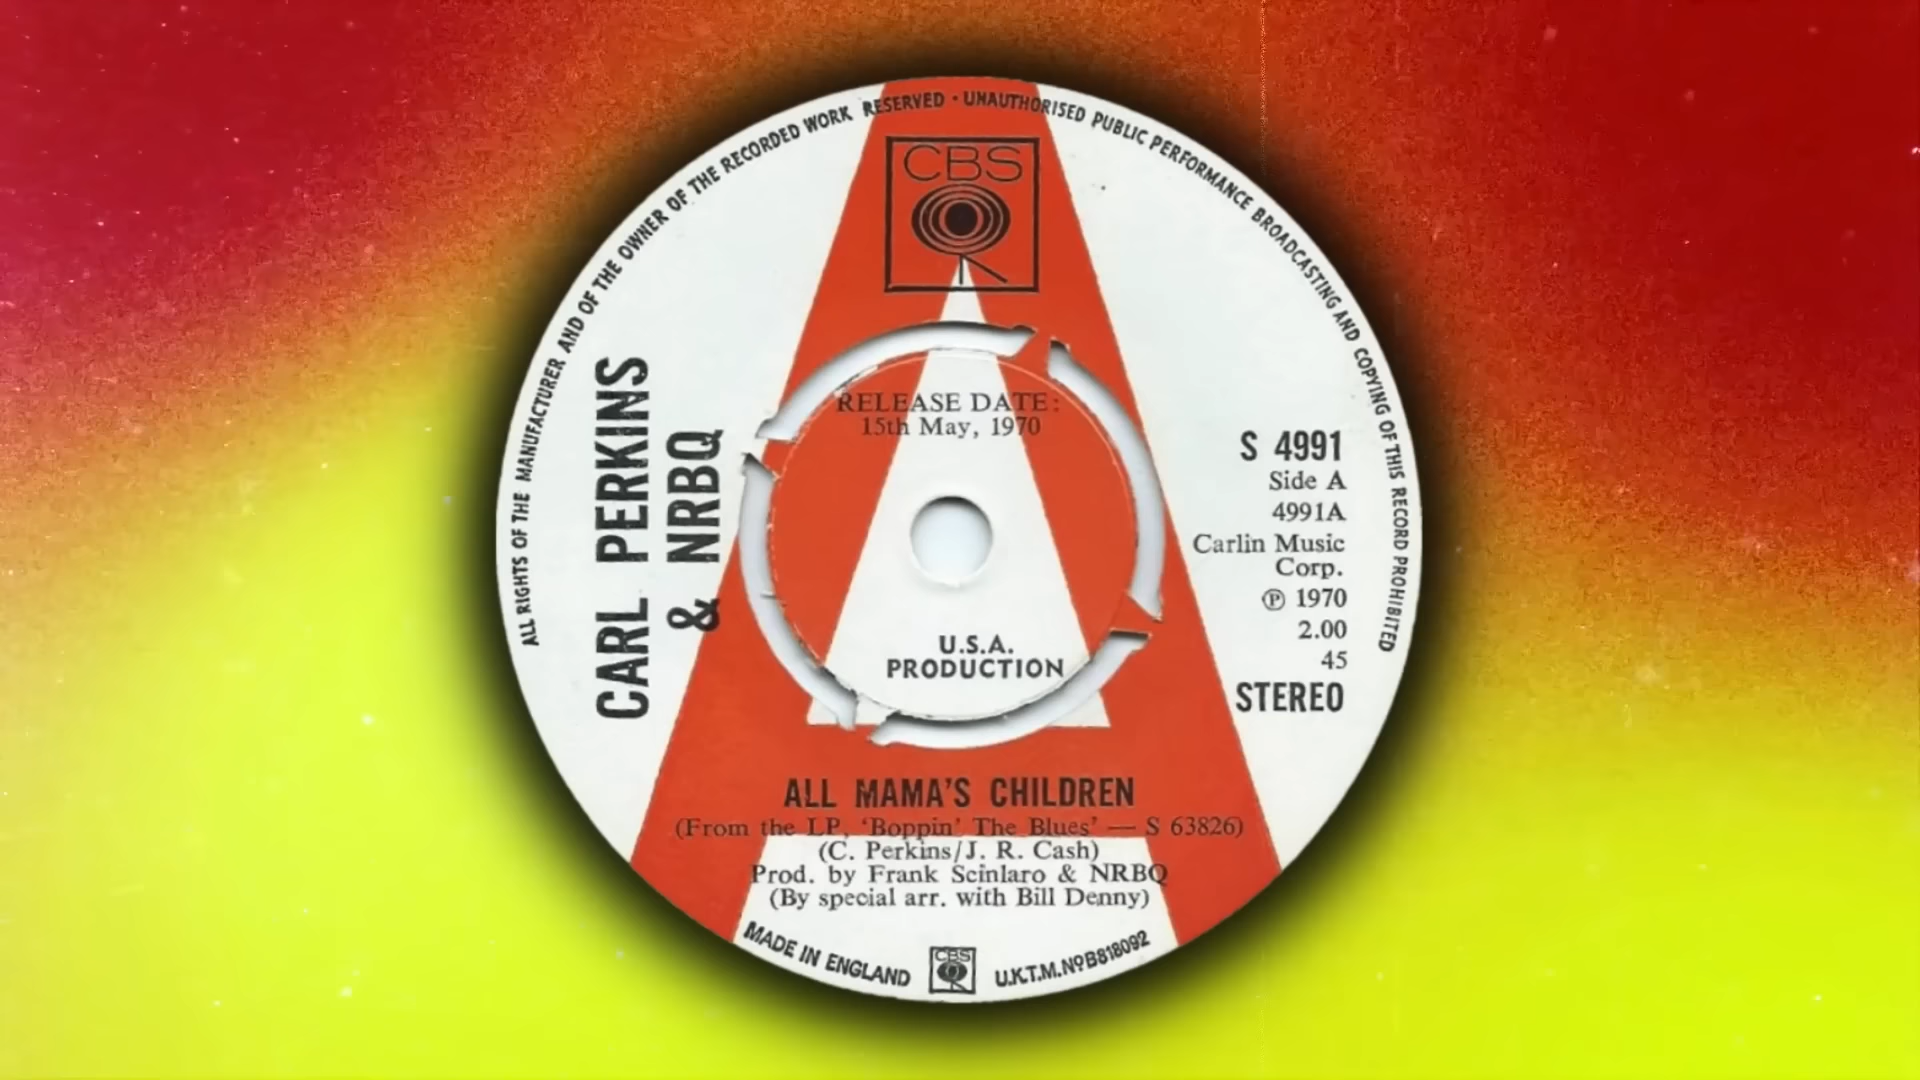 ALL RIGHTS OF THE MANUFACTURER AND OF THE OWNER OF THE RECORDED WORK RESERVED • UNAUTHORISED PUBLIC PERFORMANCE BROADCASTING AND COPYING OF THIS RECORD PROHIBITED
CBS
CARL PERKINS
& NRBQ
RELEASE DATE:
15th May, 1970
U.S.A.
PRODUCTION
S 4991
Side A
4991A
Carlin Music
Corp.
℗ 1970
2.00
45
STEREO
ALL MAMA'S CHILDREN
(From the LP, 'Boppin' The Blues' — S 63826)
(C. Perkins/J. R. Cash)
Prod. by Frank Scinlaro & NRBQ
(By special arr. with Bill Denny)
MADE IN ENGLAND
CBS
U.K.T.M. Nº B818092